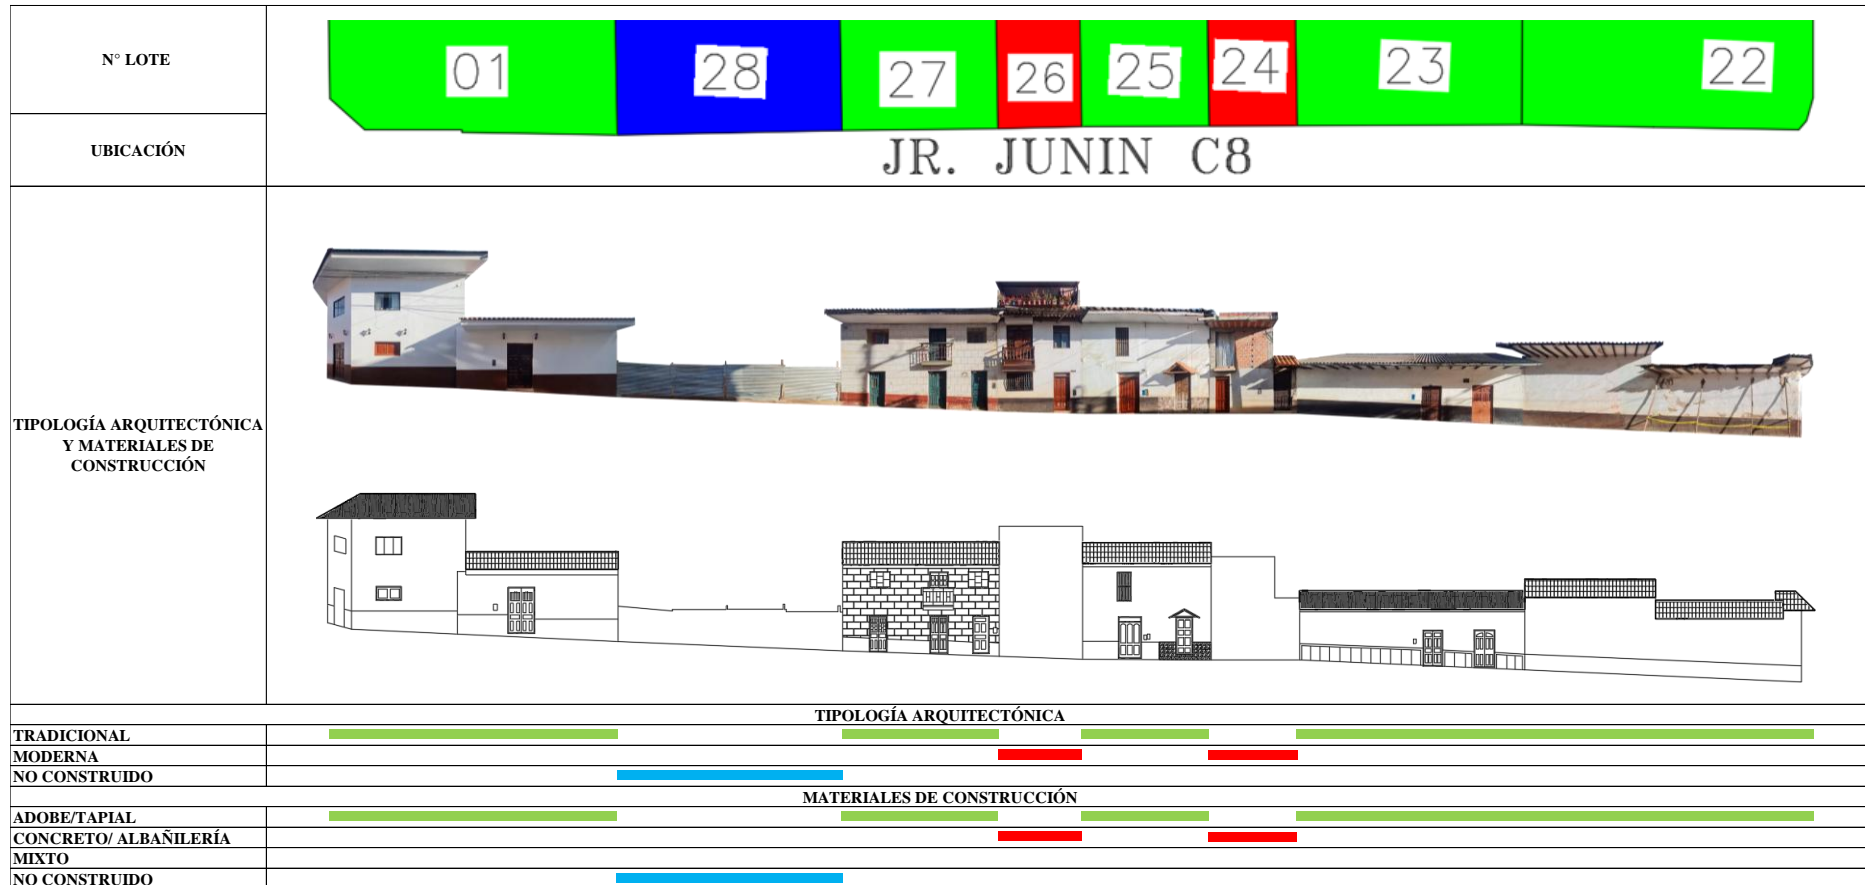 N° LOTE
01 28 27 26 25 24 23 22
UBICACIÓN
JR. JUNIN C8
TIPOLOGÍA ARQUITECTÓNICA
Y MATERIALES DE
CONSTRUCCIÓN
TIPOLOGÍA ARQUITECTÓNICA
TRADICIONAL
MODERNA
NO CONSTRUIDO
MATERIALES DE CONSTRUCCIÓN
ADOBE/TAPIAL
CONCRETO/ ALBAÑILERÍA
MIXTO
NO CONSTRUIDO